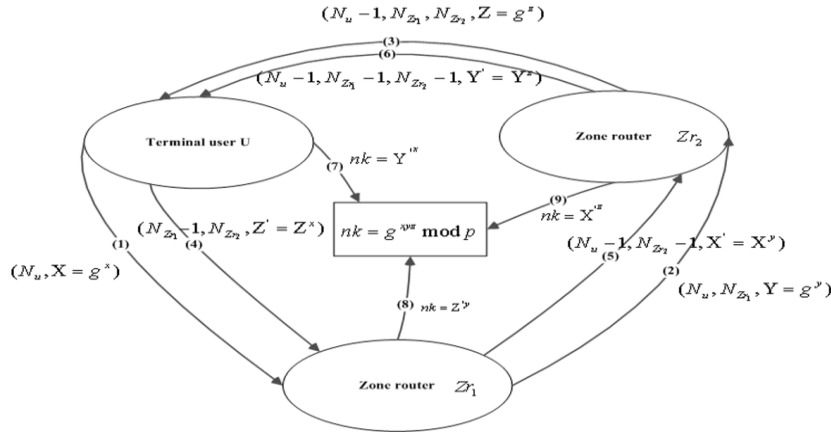 (N_u − 1, N_{Zr_1}, N_{Zr_2}, Z = g^z)
(3)
(6)
(N_u − 1, N_{Zr_1} − 1, N_{Zr_2} − 1, Y' = Y^z)
Terminal user U
Zone router Zr_2
(7) nk = Y'^x
(9)
nk = X'^z
nk = g^{xyz} mod p
(N_{Zr_1} − 1, N_{Zr_2}, Z' = Z^x)
(1)
(4)
(N_u − 1, N_{Zr_2} − 1, X' = X^y)
(5)
(2)
(N_u, X = g^x)
(N_u, N_{Zr_1}, Y = g^y)
(8) nk = Z'^y
Zone router Zr_1